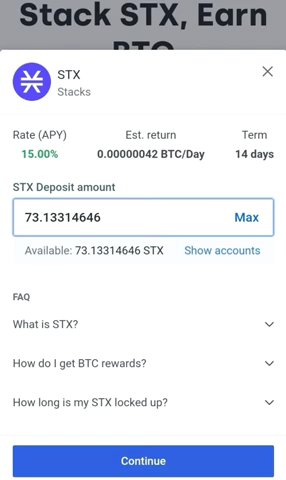 Stack STX, Earn
BTC
STX
Stacks
Rate (APY) Est. return Term
15.00% 0.00000042 BTC/Day 14 days
STX Deposit amount
73.13314646 Max
Available: 73.13314646 STX Show accounts
FAQ
What is STX?
How do I get BTC rewards?
How long is my STX locked up?
Continue